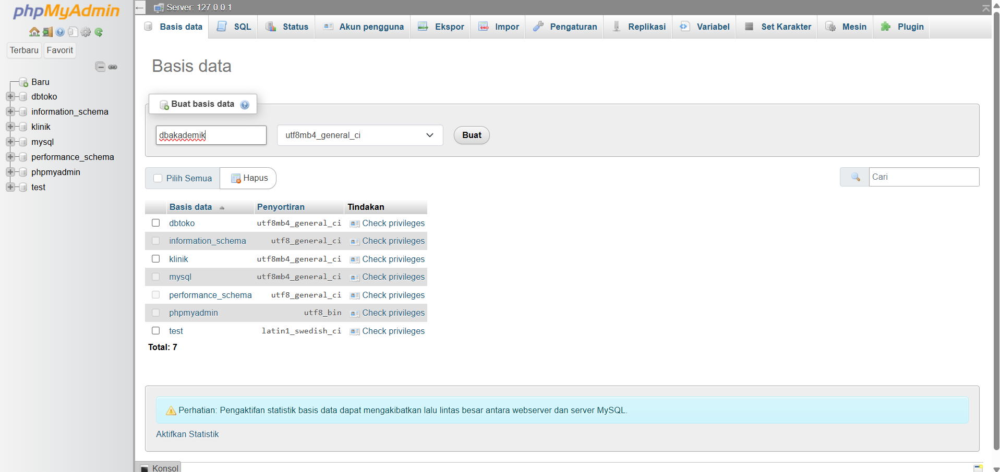 phpMyAdmin
Terbaru Favorit
Baru
dbtoko
information_schema
klinik
mysql
performance_schema
phpmyadmin
test
Server: 127.0.0.1
Basis data SQL Status Akun pengguna Ekspor Impor Pengaturan Replikasi Variabel Set Karakter Mesin Plugin
Basis data
Buat basis data
dbakademik utf8mb4_general_ci Buat
Pilih Semua Hapus Cari
Basis data Penyortiran Tindakan
dbtoko utf8mb4_general_ci Check privileges
information_schema utf8_general_ci Check privileges
klinik utf8mb4_general_ci Check privileges
mysql utf8mb4_general_ci Check privileges
performance_schema utf8_general_ci Check privileges
phpmyadmin utf8_bin Check privileges
test latin1_swedish_ci Check privileges
Total: 7
Perhatian: Pengaktifan statistik basis data dapat mengakibatkan lalu lintas besar antara webserver dan server MySQL.
Aktifkan Statistik
Konsol